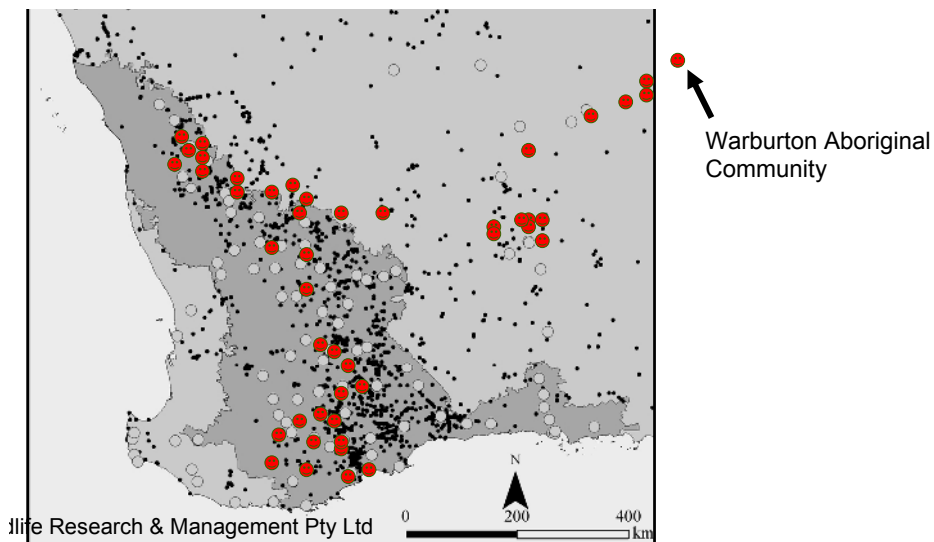 Warburton Aboriginal
Community
N
dlife Research & Management Pty Ltd
0 200 400
km